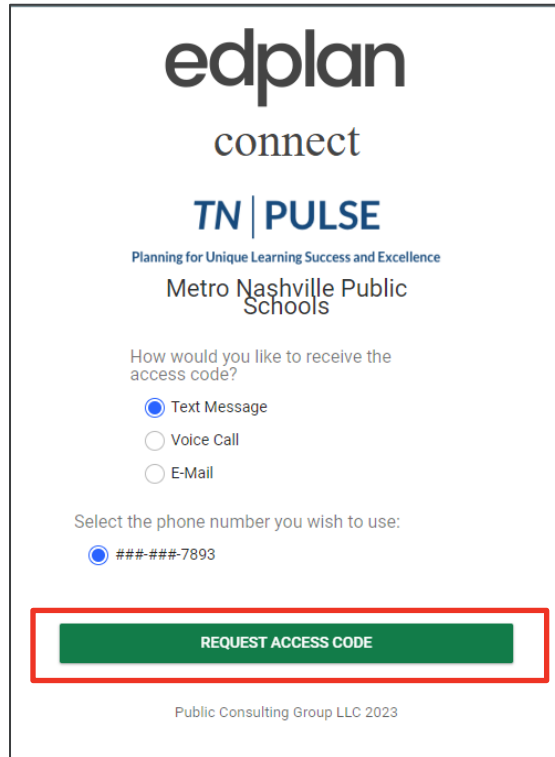 edplan
connect
TN | PULSE
Planning for Unique Learning Success and Excellence
Metro Nashville Public
Schools
How would you like to receive the
access code?
Text Message
Voice Call
E-Mail
Select the phone number you wish to use:
###-###-7893
REQUEST ACCESS CODE
Public Consulting Group LLC 2023